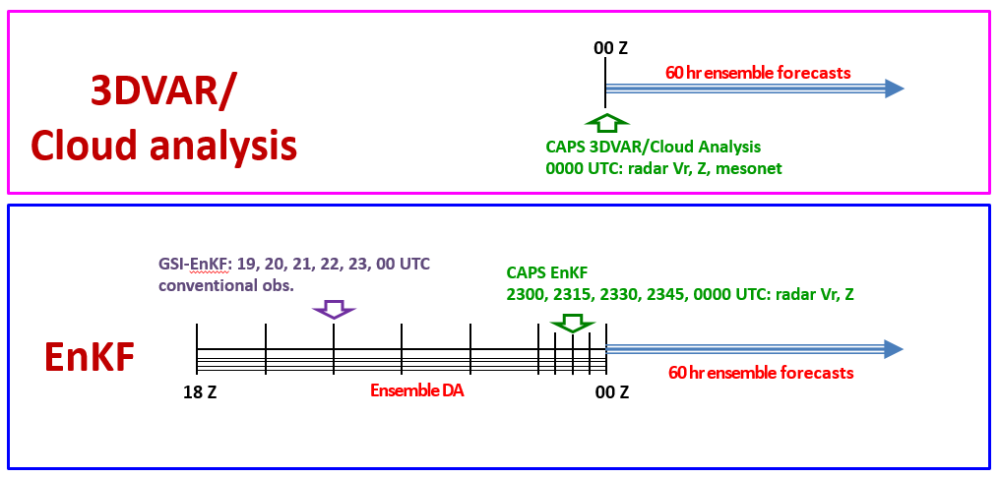 3DVAR/
Cloud analysis
00 Z
60 hr ensemble forecasts
CAPS 3DVAR/Cloud Analysis
0000 UTC: radar Vr, Z, mesonet
GSI-EnKF: 19, 20, 21, 22, 23, 00 UTC
conventional obs.
CAPS EnKF
2300, 2315, 2330, 2345, 0000 UTC: radar Vr, Z
EnKF
60 hr ensemble forecasts
18 Z
Ensemble DA
00 Z